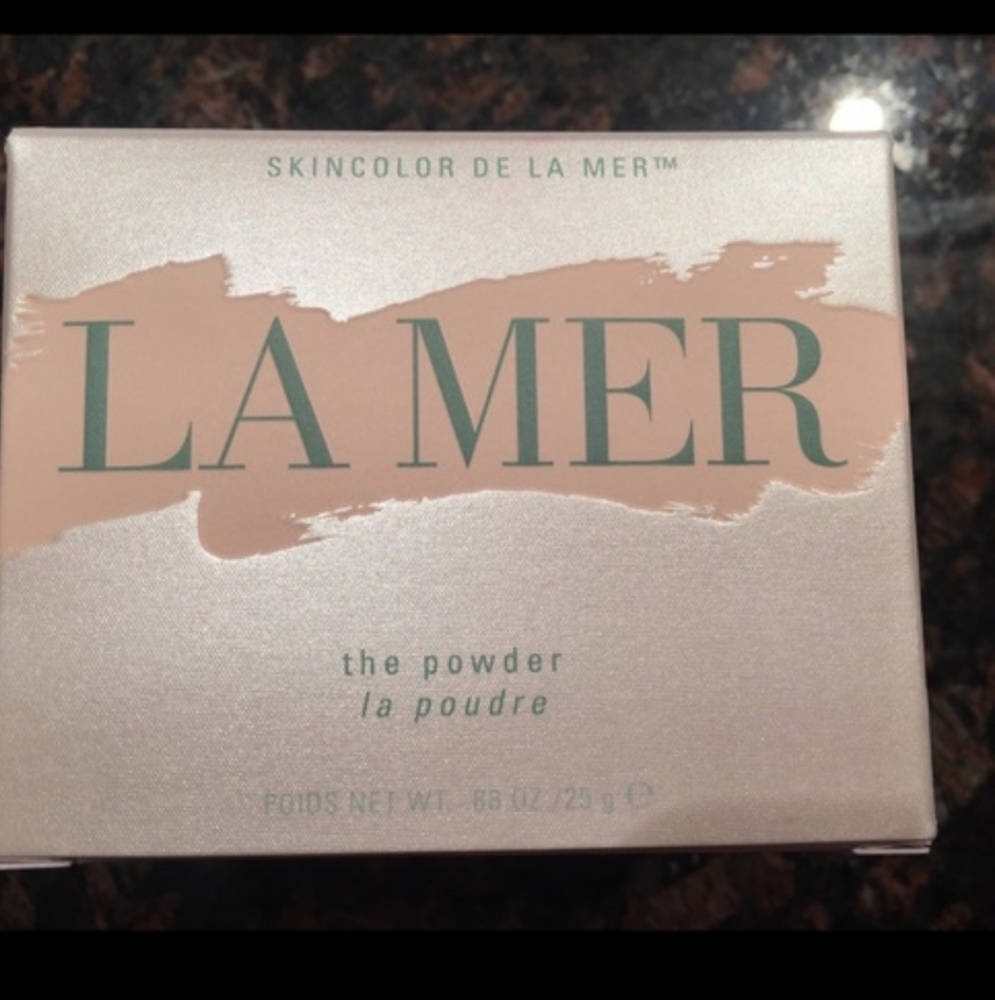 SKINCOLOR DE LA MER™
LA MER
the powder
la poudre
POIDS NET WT. .88 OZ /25 g ℮